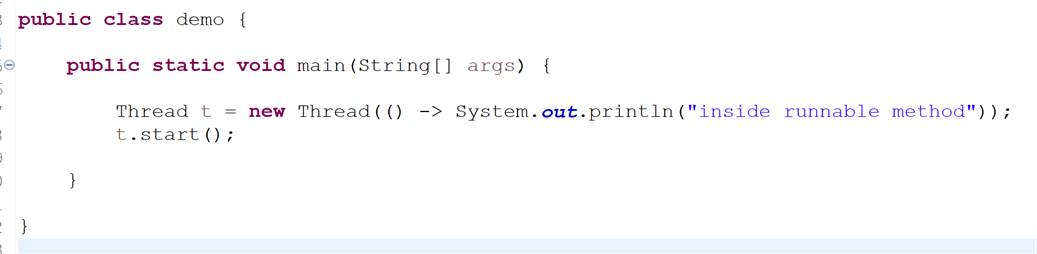 public class demo {
public static void main(String[] args) {
Thread t = new Thread(() -> System.out.println("inside runnable method"));
t.start();
}
}